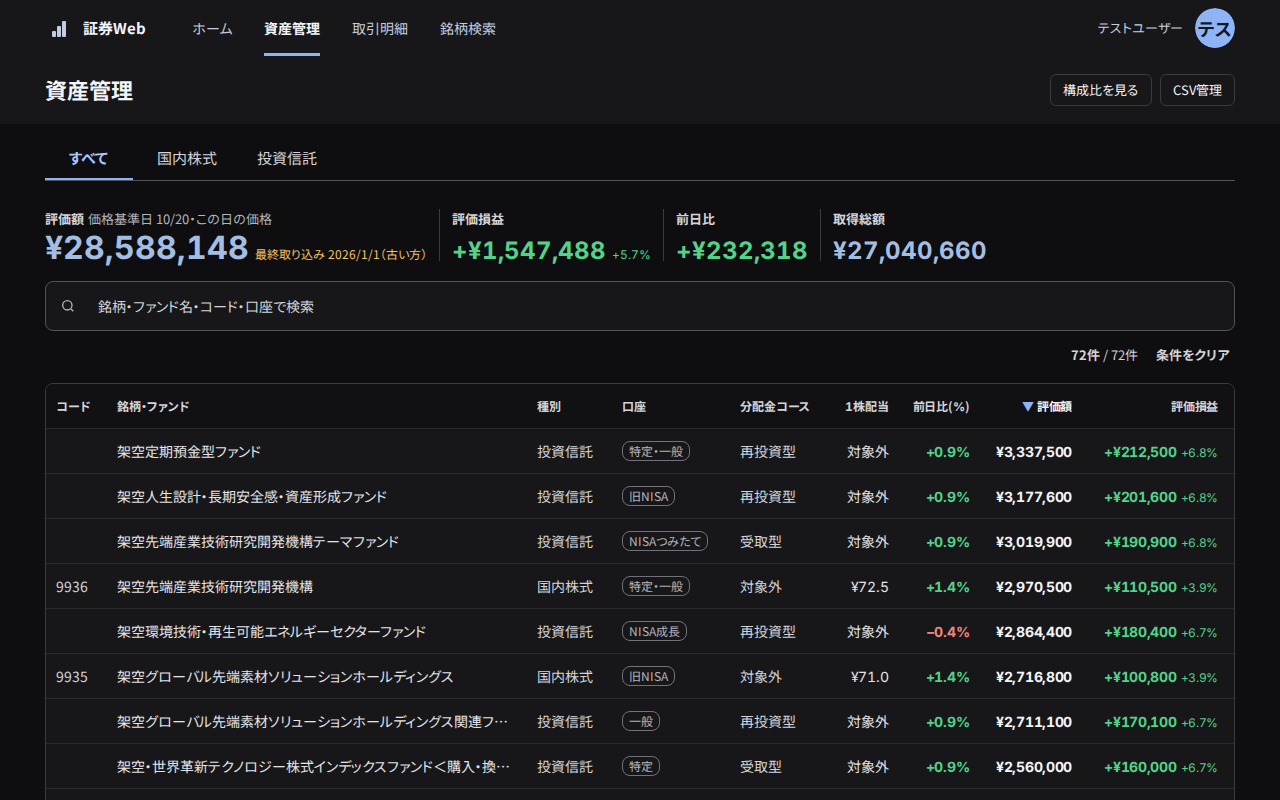 証券Web ホーム 資産管理 取引明細 銘柄検索 テストユーザー テス
資産管理 構成比を見る CSV管理
すべて 国内株式 投資信託
評価額 価格基準日 10/20・この日の価格 評価損益 前日比 取得総額
¥28,588,148 最終取り込み 2026/1/1(古い方) +¥1,547,488 +5.7% +¥232,318 ¥27,040,660
銘柄・ファンド名・コード・口座で検索
72件 / 72件 条件をクリア
コード 銘柄・ファンド 種別 口座 分配金コース 1株配当 前日比(%) ▼ 評価額 評価損益
架空定期預金型ファンド 投資信託 特定・一般 再投資型 対象外 +0.9% ¥3,337,500 +¥212,500 +6.8%
架空人生設計・長期安全感・資産形成ファンド 投資信託 旧NISA 再投資型 対象外 +0.9% ¥3,177,600 +¥201,600 +6.8%
架空先端産業技術研究開発機構テーマファンド 投資信託 NISAつみたて 受取型 対象外 +0.9% ¥3,019,900 +¥190,900 +6.8%
9936 架空先端産業技術研究開発機構 国内株式 特定・一般 対象外 ¥72.5 +1.4% ¥2,970,500 +¥110,500 +3.9%
架空環境技術・再生可能エネルギーセクターファンド 投資信託 NISA成長 再投資型 対象外 −0.4% ¥2,864,400 +¥180,400 +6.7%
9935 架空グローバル先端素材ソリューションホールディングス 国内株式 旧NISA 対象外 ¥71.0 +1.4% ¥2,716,800 +¥100,800 +3.9%
架空グローバル先端素材ソリューションホールディングス関連フ… 投資信託 一般 再投資型 対象外 +0.9% ¥2,711,100 +¥170,100 +6.7%
架空・世界革新テクノロジー株式インデックスファンド＜購入・換… 投資信託 特定 受取型 対象外 +0.9% ¥2,560,000 +¥160,000 +6.7%